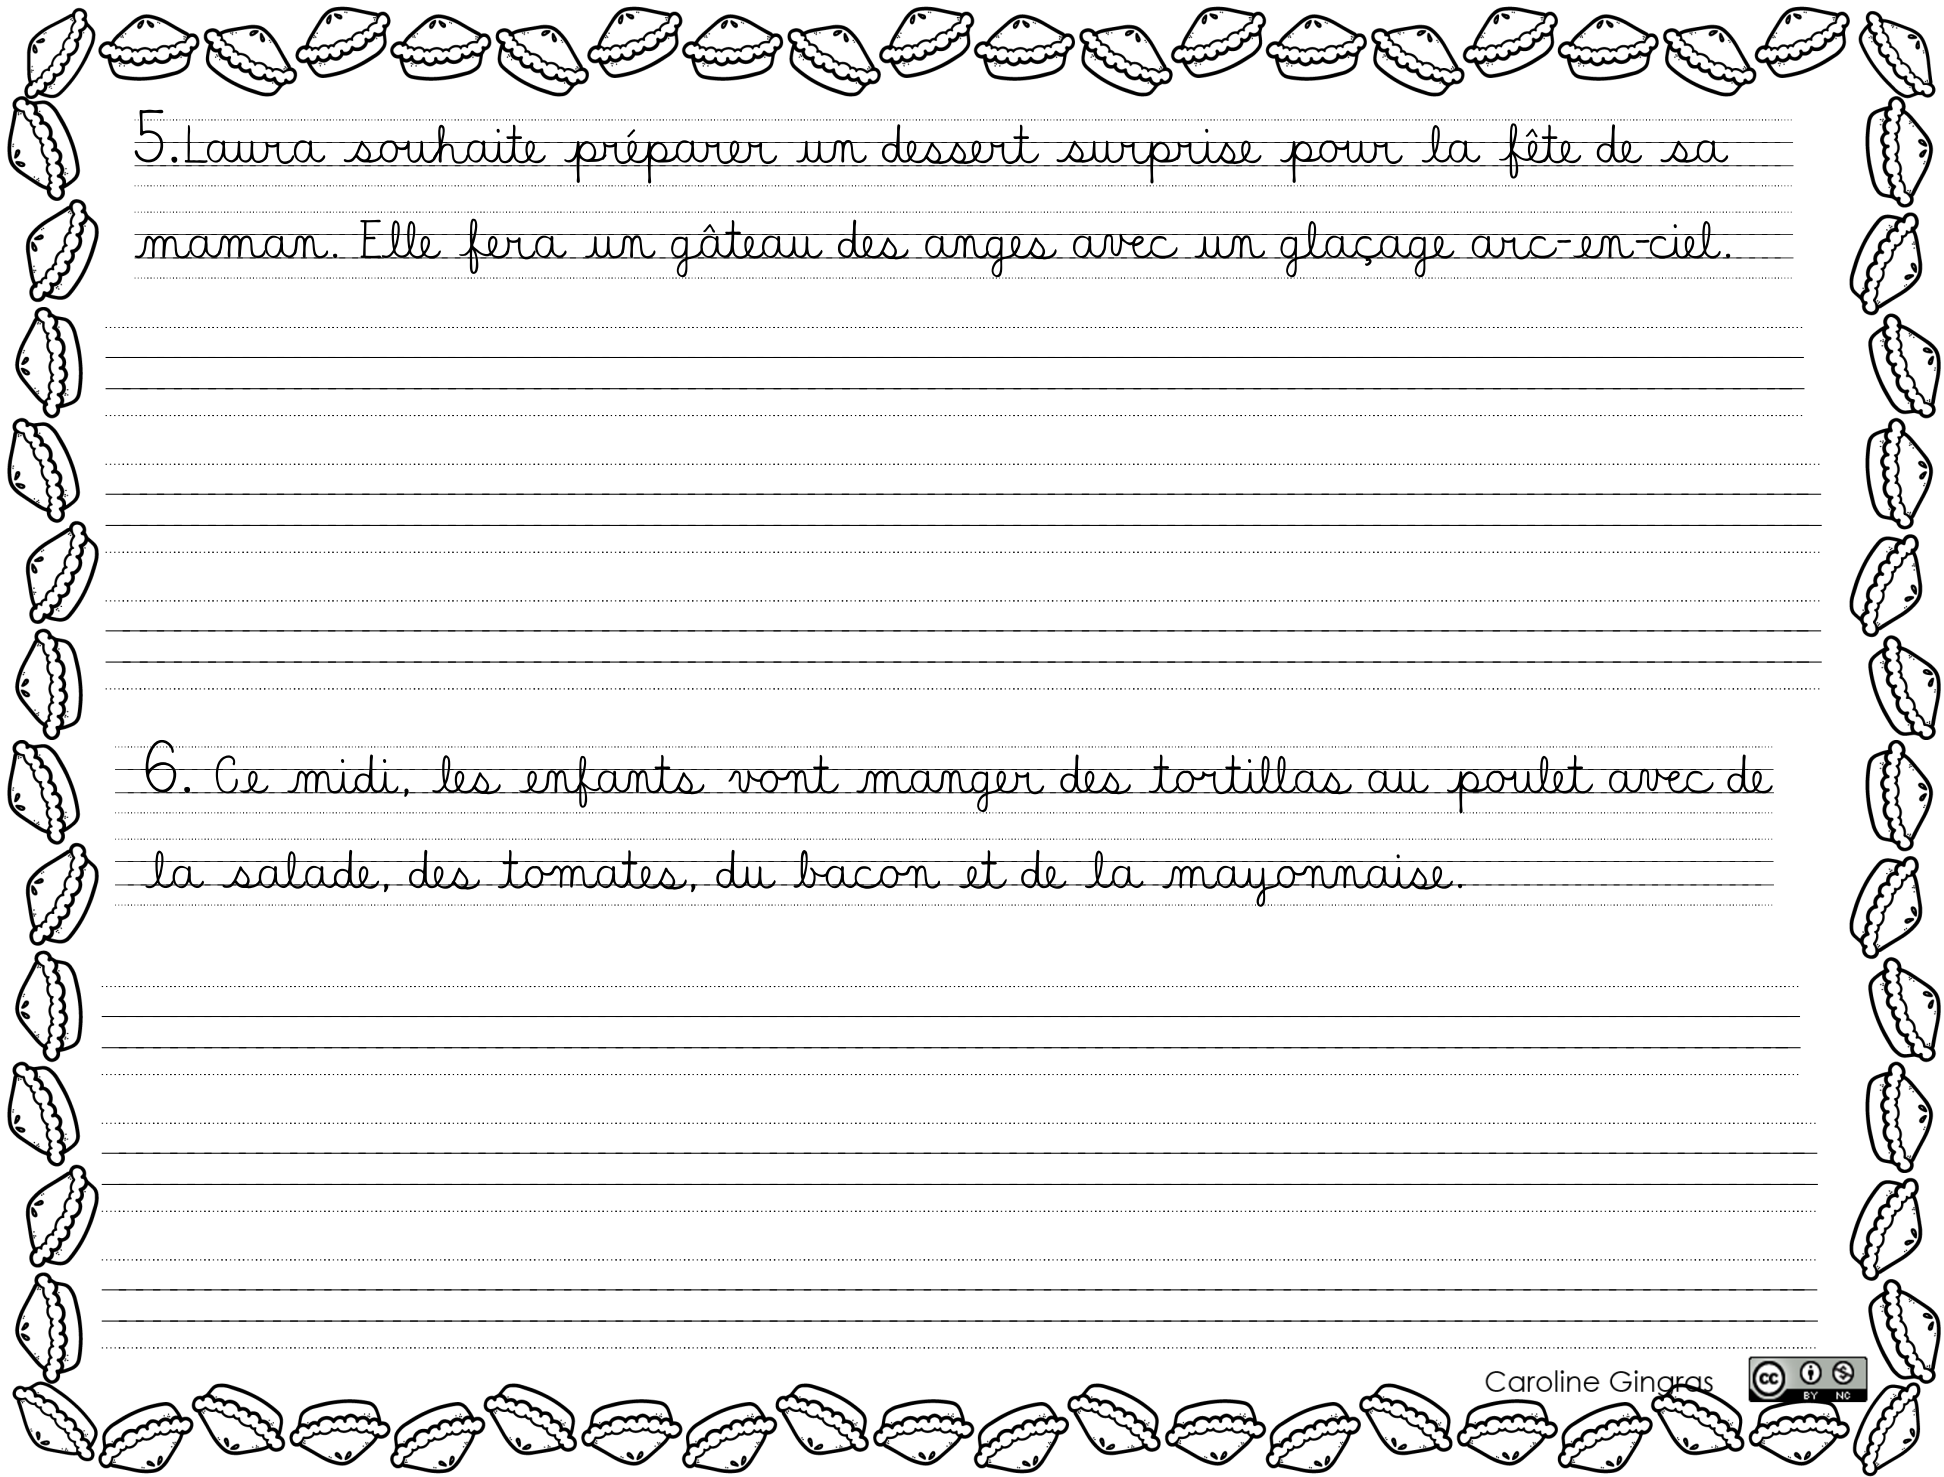 5.Laura souhaite préparer un dessert surprise pour la fête de sa
maman. Elle fera un gâteau des anges avec un glaçage arc-en-ciel.
6. Ce midi, les enfants vont manger des tortillas au poulet avec de
la salade, des tomates, du bacon et de la mayonnaise.
Caroline Gingras
cc BY NC